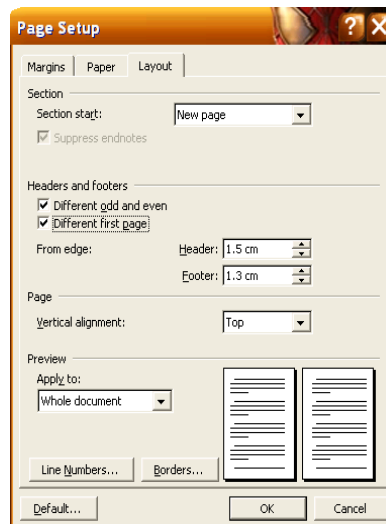 Page Setup
Margins Paper Layout
Section
Section start: New page
Suppress endnotes
Headers and footers
Different odd and even
Different first page
From edge: Header: 1.5 cm
Footer: 1.3 cm
Page
Vertical alignment: Top
Preview
Apply to:
Whole document
Line Numbers... Borders...
Default... OK Cancel